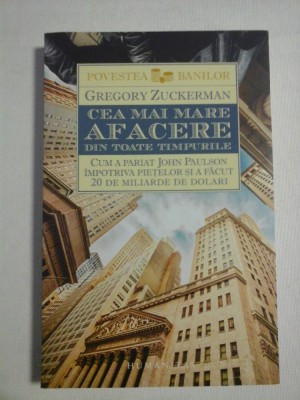 POVESTEA BANILOR
GREGORY ZUCKERMAN
CEA MAI MARE
AFACERE
DIN TOATE TIMPURILE
CUM A PARIAT JOHN PAULSON
ÎMPOTRIVA PIEȚELOR ȘI A FĂCUT
20 DE MILIARDE DE DOLARI
HUMANITAS